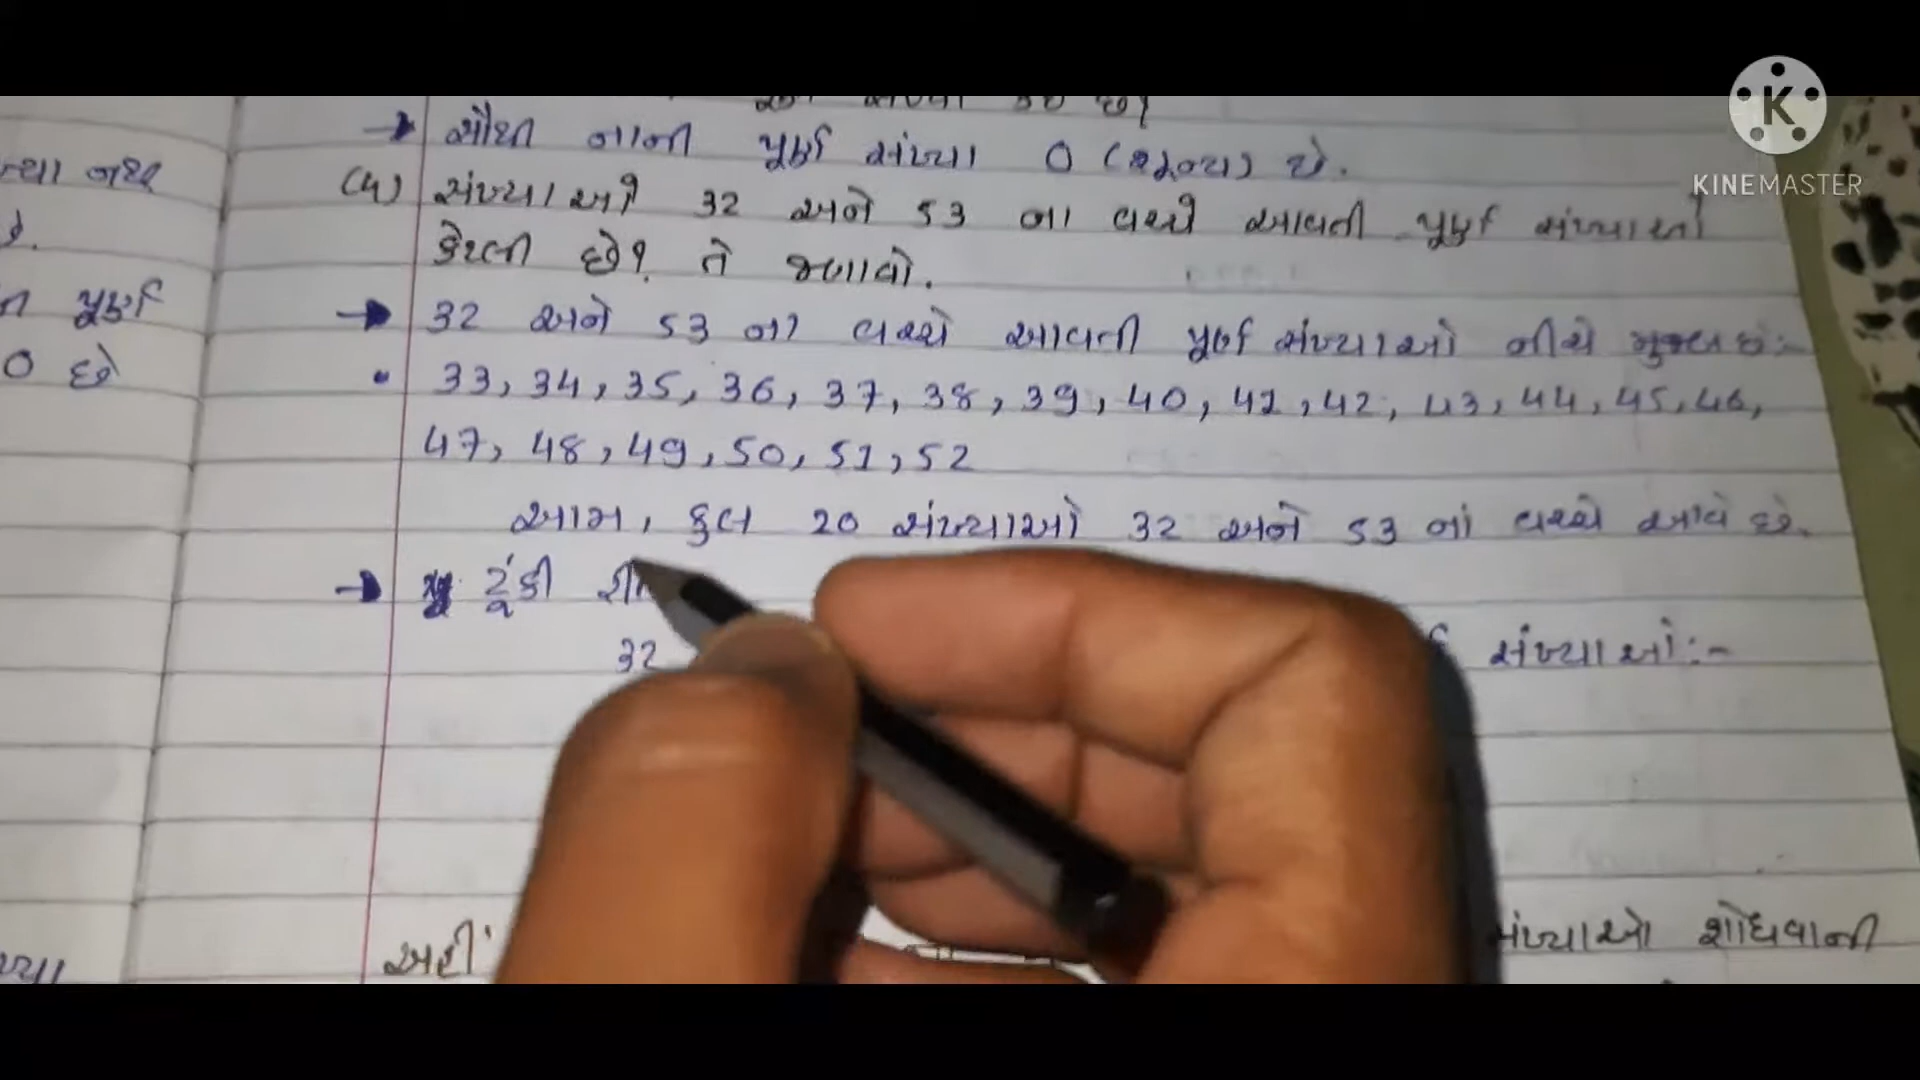 → સૌથી નાની પૂર્ણ સંખ્યા 0 (શૂન્ય) છે.
(૫) સંખ્યાઓ 32 અને 53 ના વચ્ચે આવતી પૂર્ણ સંખ્યાઓ
કેટલી છે? તે જણાવો.
→ 32 અને 53 ના વચ્ચે આવતી પૂર્ણ સંખ્યાઓ નીચે મુજબ છે:-
• 33, 34, 35, 36, 37, 38, 39, 40, 41, 42, 43, 44, 45, 46,
47, 48, 49, 50, 51, 52
આમ, કુલ 20 સંખ્યાઓ 32 અને 53 નાં વચ્ચે આવે છે.
→ ટૂંકી
32 સંખ્યાઓ:-
અહીં સંખ્યાઓ શોધવાની
પૂર્ણ
0 છે
K
KINEMASTER